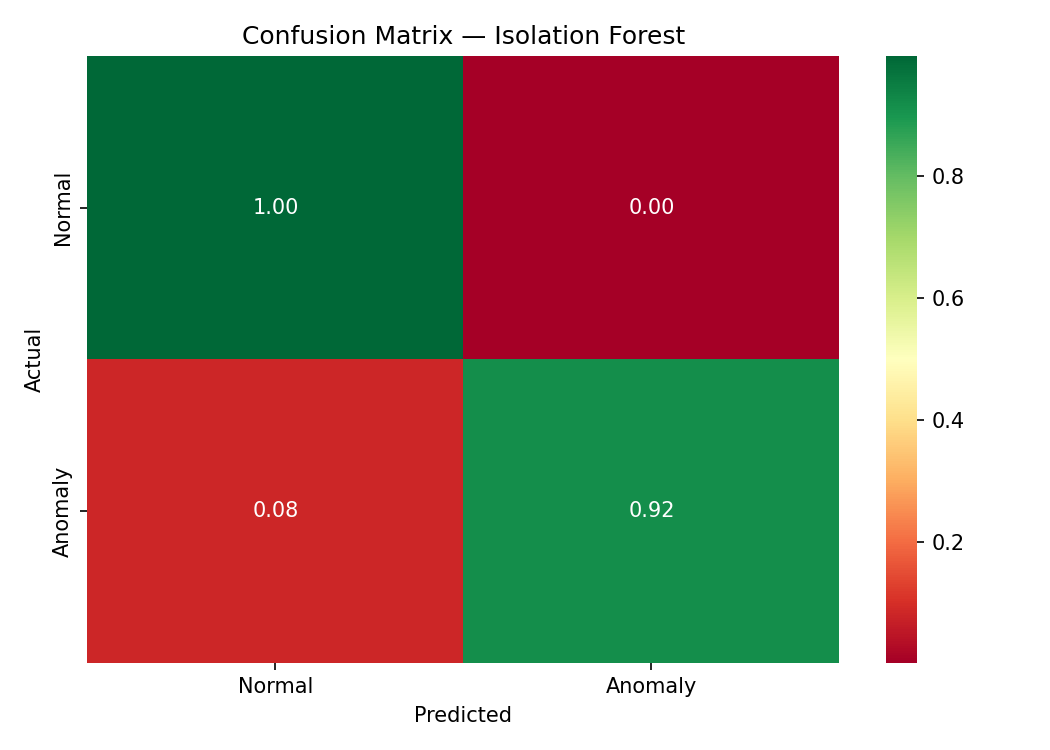 Confusion Matrix — Isolation Forest
Normal
1.00
0.00
Actual
Anomaly
0.08
0.92
Normal
Anomaly
Predicted
0.8
0.6
0.4
0.2